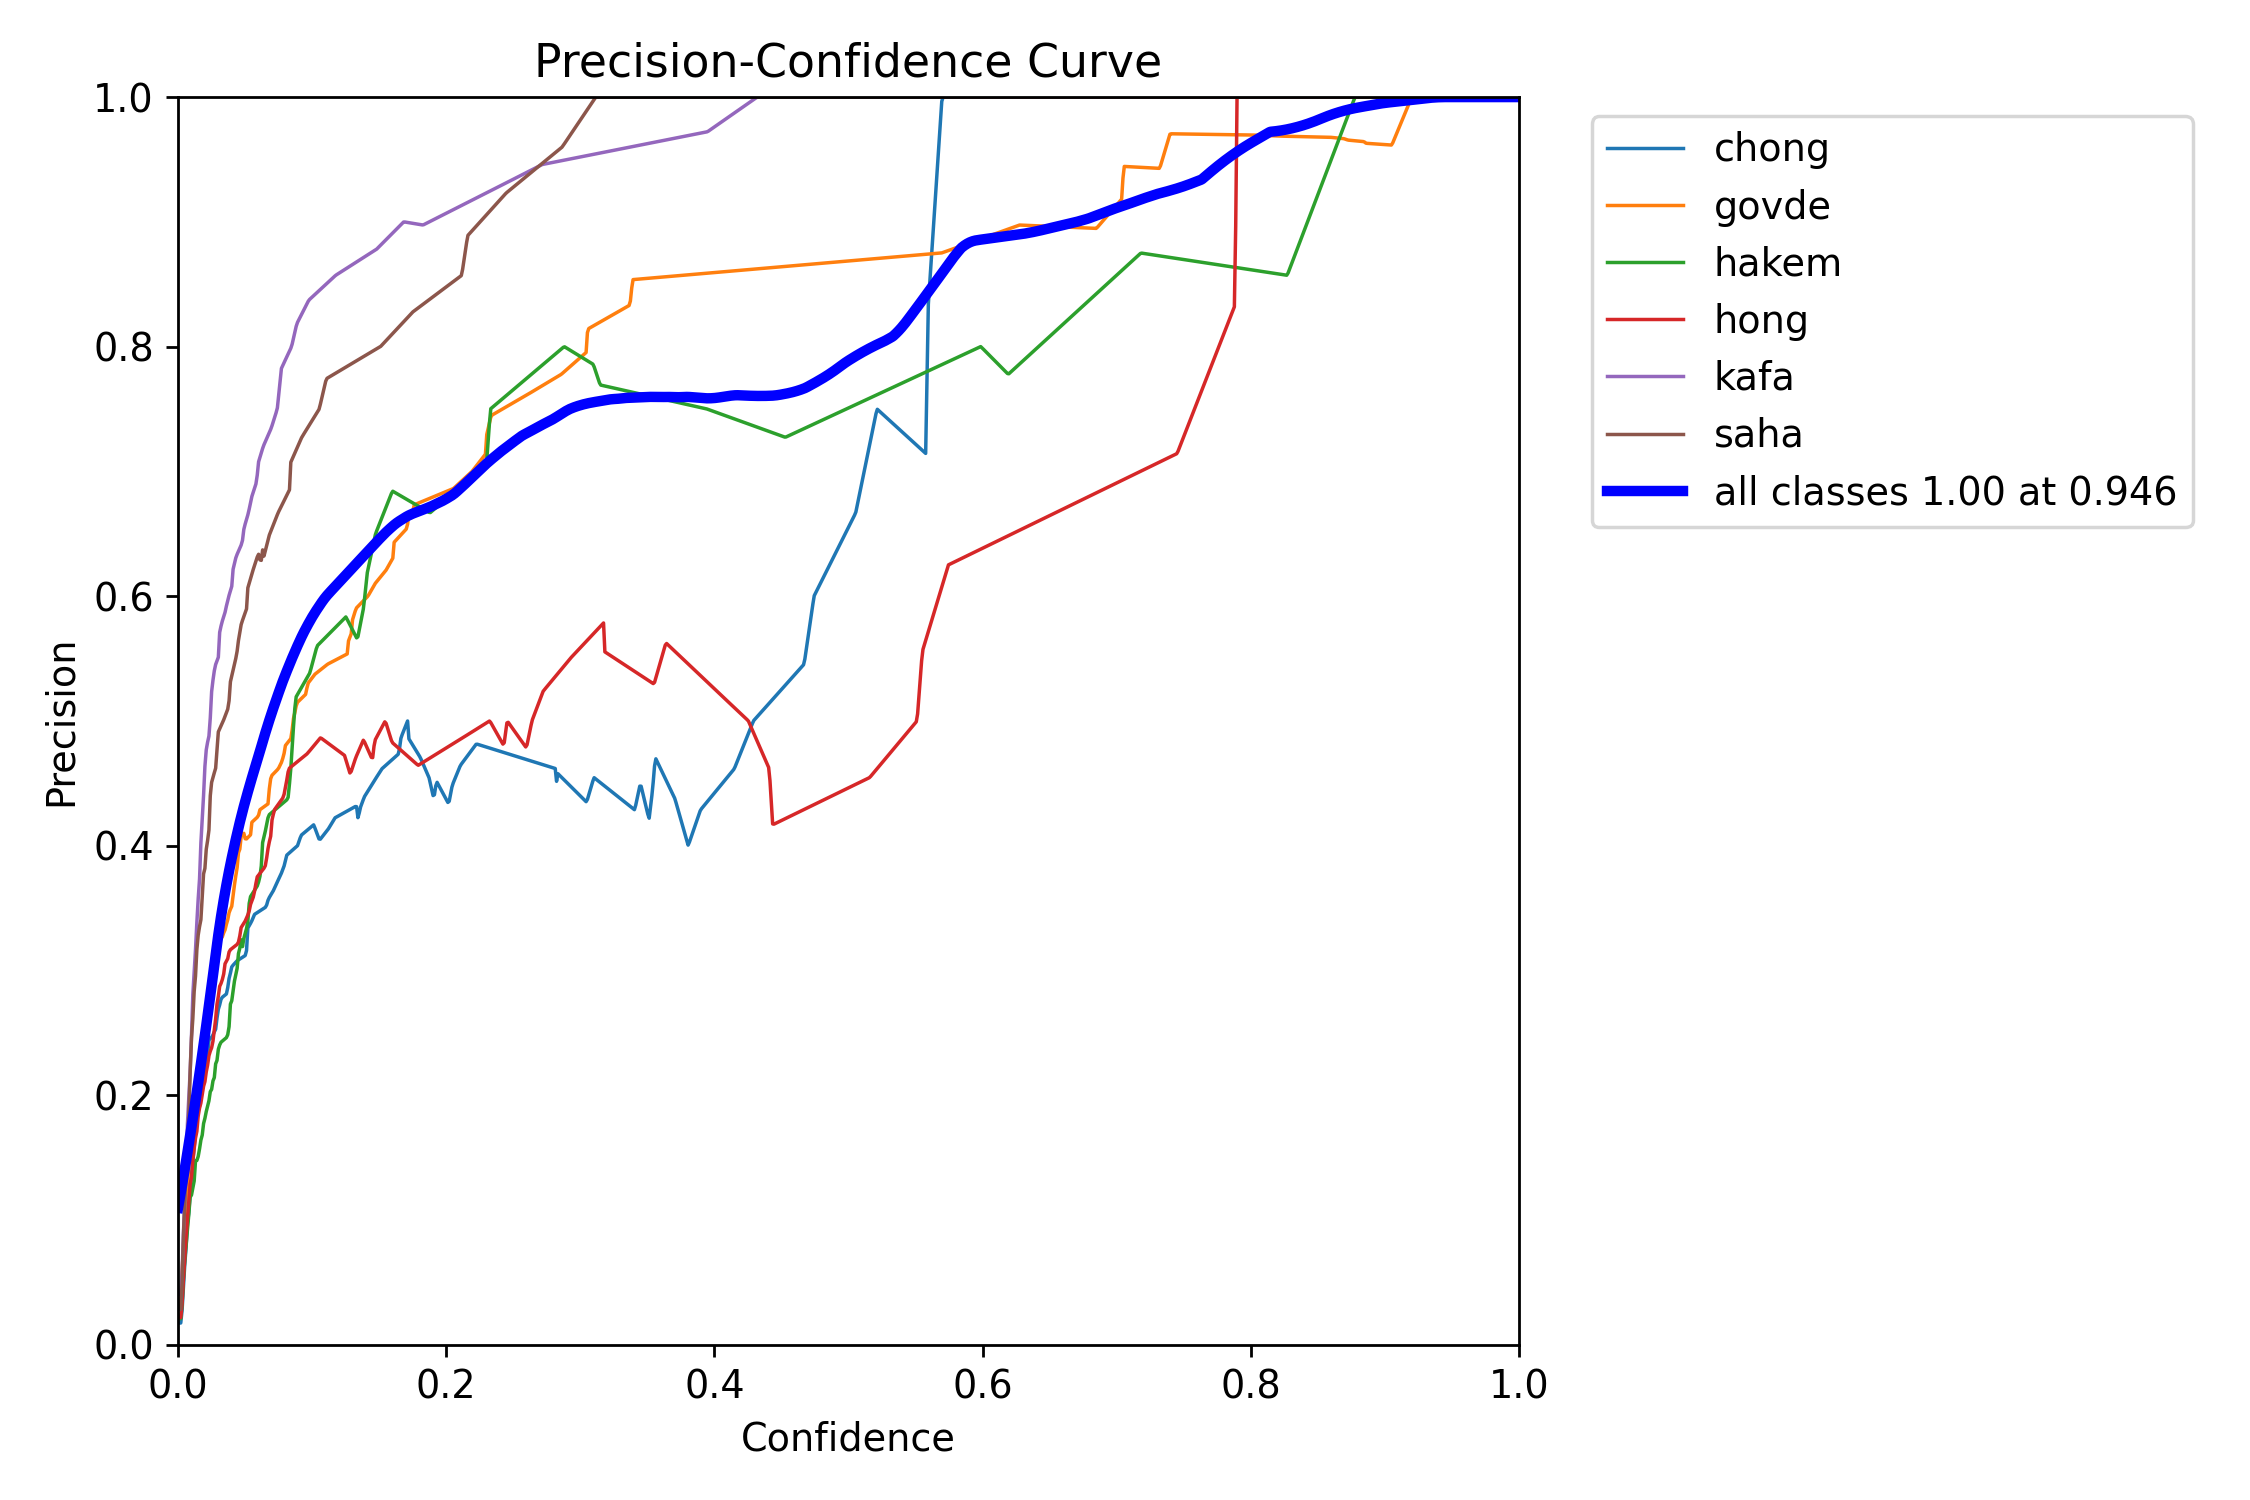 Precision-Confidence Curve
1.0
0.8
0.6
0.4
0.2
0.0
Precision
0.0 0.2 0.4 0.6 0.8 1.0
Confidence
chong
govde
hakem
hong
kafa
saha
all classes 1.00 at 0.946